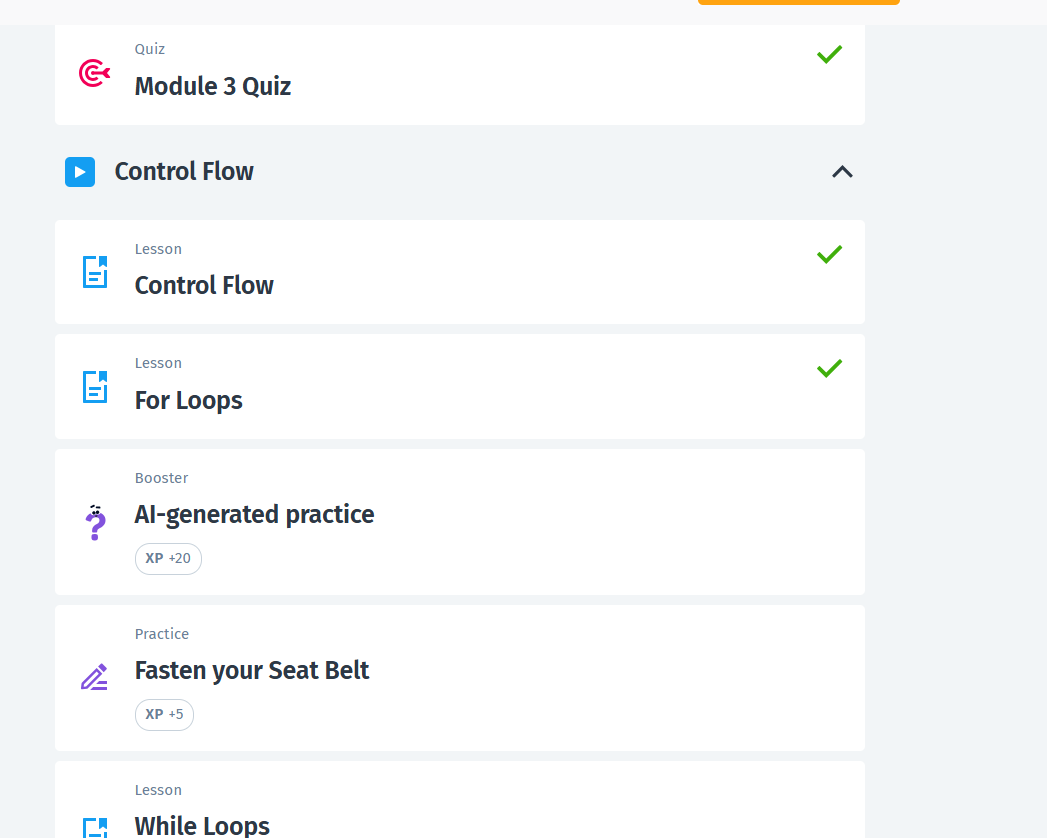 Quiz
Module 3 Quiz
Control Flow
Lesson
Control Flow
Lesson
For Loops
Booster
AI-generated practice
XP +20
Practice
Fasten your Seat Belt
XP +5
Lesson
While Loops